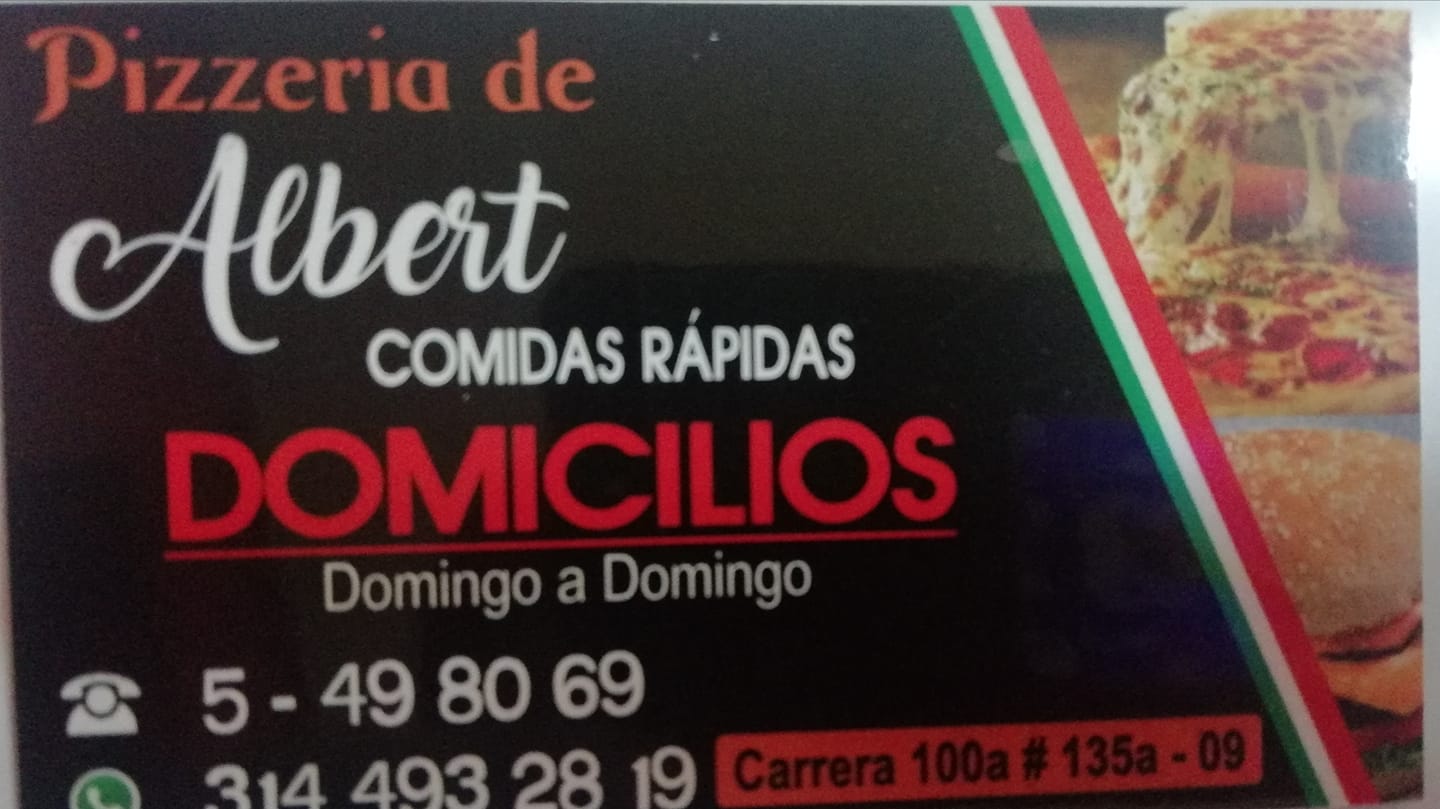 Pizzeria de
Albert
COMIDAS RÁPIDAS
DOMICILIOS
Domingo a Domingo
5 - 49 80 69
314 493 28 19
Carrera 100a # 135a - 09